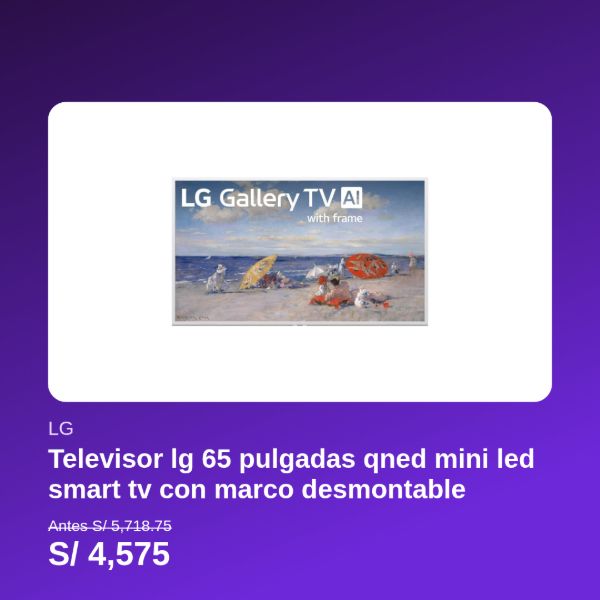 LG Gallery TV AI
with frame
LG
Televisor lg 65 pulgadas qned mini led
smart tv con marco desmontable
Antes S/ 5,718.75
S/ 4,575